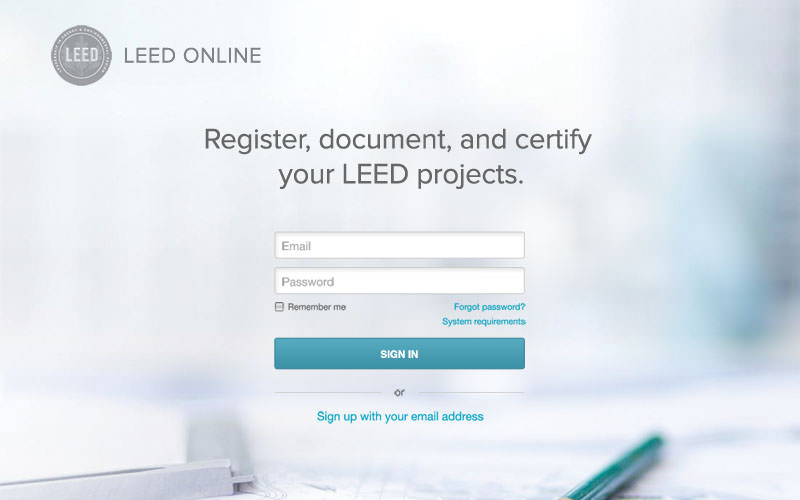 LEED
LEED ONLINE
Register, document, and certify
your LEED projects.
Email
Password
Remember me
Forgot password?
System requirements
SIGN IN
or
Sign up with your email address